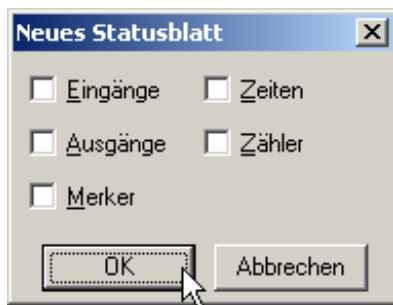 Neues Statusblatt
Eingänge Zeiten
Ausgänge Zähler
Merker
OK Abbrechen